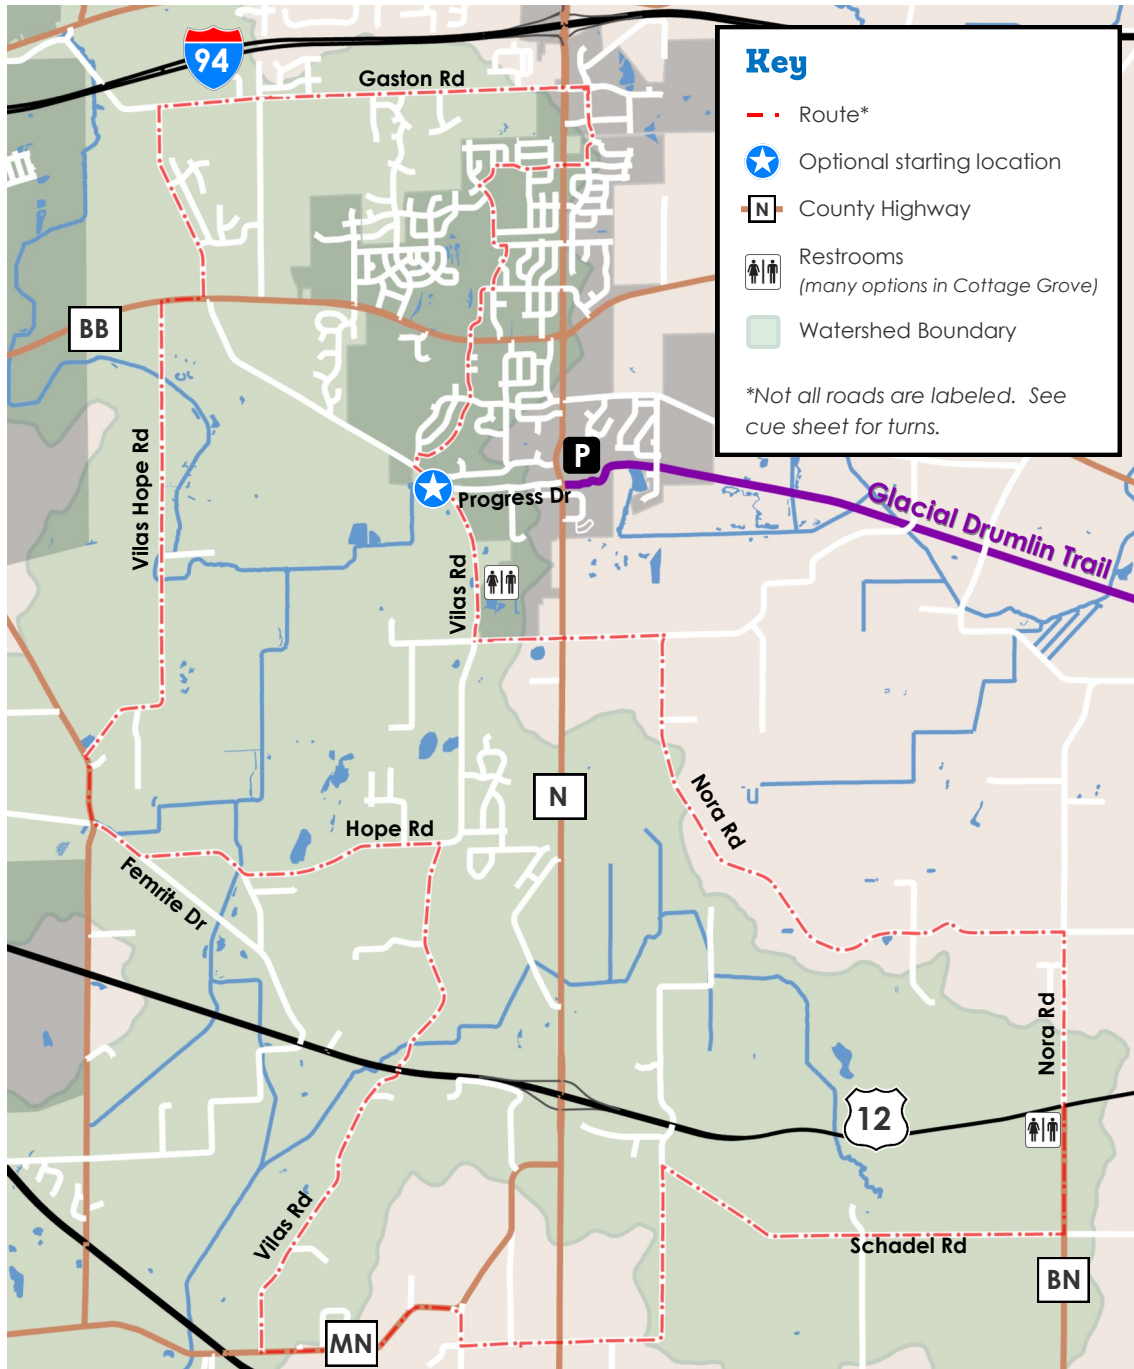 94
Gaston Rd
Key
Route*
Optional starting location
N
County Highway
Restrooms
(many options in Cottage Grove)
Watershed Boundary
*Not all roads are labeled. See
cue sheet for turns.
BB
Vilas Hope Rd
P
Progress Dr
Glacial Drumlin Trail
Vilas Rd
N
Nora Rd
Hope Rd
Femrite Dr
Nora Rd
12
Vilas Rd
Schadel Rd
BN
MN